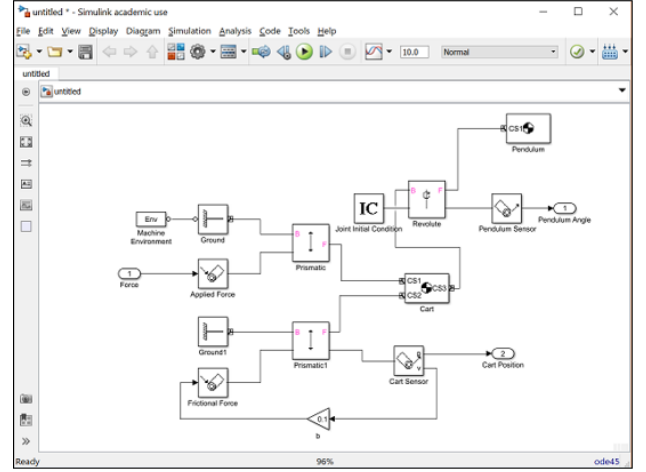 untitled * - Simulink academic use
File Edit View Display Diagram Simulation Analysis Code Tools Help
10.0 Normal
untitled
untitled
CS1
Pendulum
B F
IC
Joint Initial Condition
Revolute
Pendulum Sensor
1
Pendulum Angle
Env
Machine
Environment
Ground
B F
Prismatic
1
Force
Applied Force
CS1
CS2
CS3
Cart
Ground1
B F
Prismatic1
Cart Sensor
v
2
Cart Position
Frictional Force
0.1
b
Ready 96% ode45